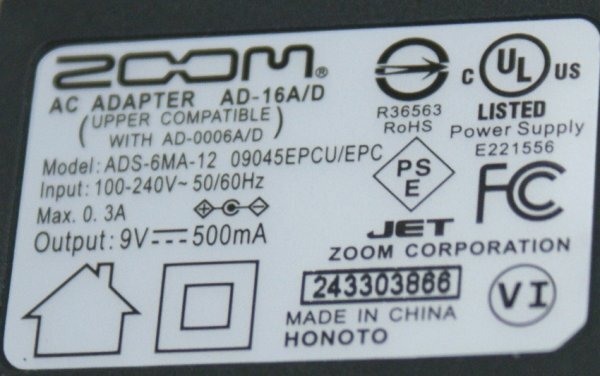 ZOOM®
AC ADAPTER AD-16A/D
(UPPER COMPATIBLE
WITH AD-0006A/D)
Model: ADS-6MA-12 09045EPCU/EPC
Input: 100-240V~ 50/60Hz
Max. 0. 3A
Output: 9V⎓500mA
R36563
RoHS
C UL US
LISTED
Power Supply
E221556
PS
E
FC
JET
ZOOM CORPORATION
243303866
VI
MADE IN CHINA
HONOTO